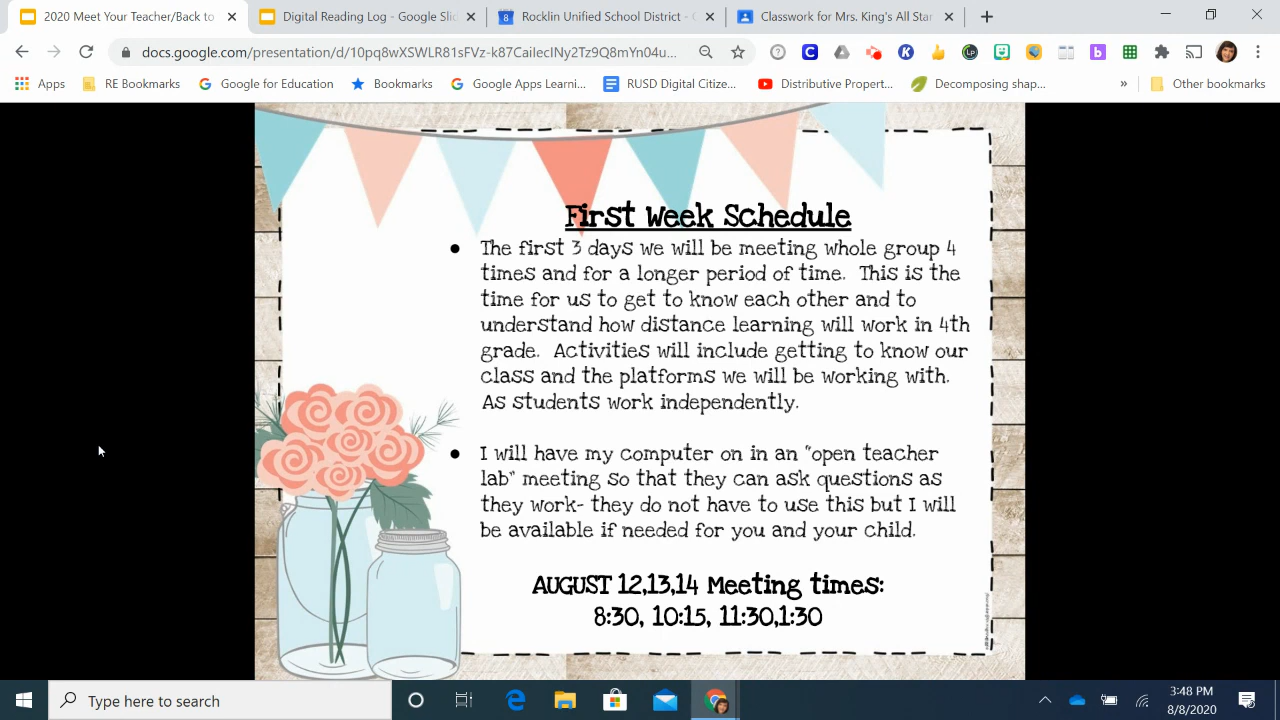 2020 Meet Your Teacher/Back to
Digital Reading Log - Google Slid
Rocklin Unified School District - C
Classwork for Mrs. King's All Star
docs.google.com/presentation/d/10pq8wXSWLR81sFVz-k87CaiIecINy2Tz9Q8mYn04u...
Apps
RE Bookmarks
Google for Education
Bookmarks
Google Apps Learni...
RUSD Digital Citize...
Distributive Propert...
Decomposing shap...
»
Other bookmarks
First Week Schedule
● The first 3 days we will be meeting whole group 4
times and for a longer period of time. This is the
time for us to get to know each other and to
understand how distance learning will work in 4th
grade. Activities will include getting to know our
class and the platforms we will be working with.
As students work independently.
● I will have my computer on in an "open teacher
lab" meeting so that they can ask questions as
they work- they do not have to use this but I will
be available if needed for you and your child.
AUGUST 12,13,14 Meeting times:
8:30, 10:15, 11:30,1:30
Type here to search
3:48 PM
8/8/2020